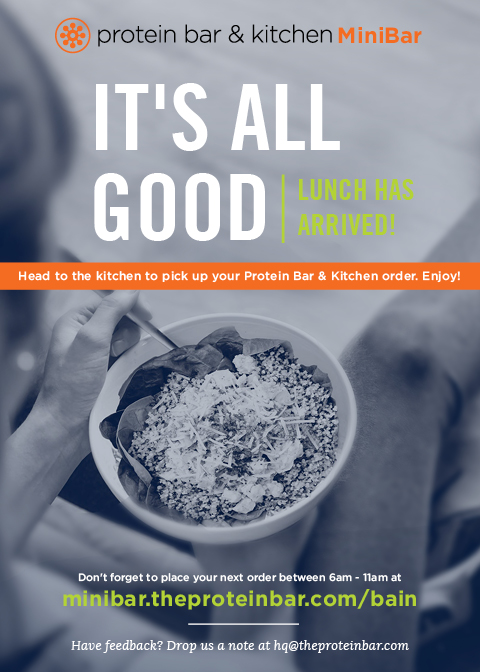 protein bar & kitchen MiniBar
IT'S ALL
GOOD
LUNCH HAS
ARRIVED!
Head to the kitchen to pick up your Protein Bar & Kitchen order. Enjoy!
Don't forget to place your next order between 6am - 11am at
minibar.theproteinbar.com/bain
Have feedback? Drop us a note at hq@theproteinbar.com